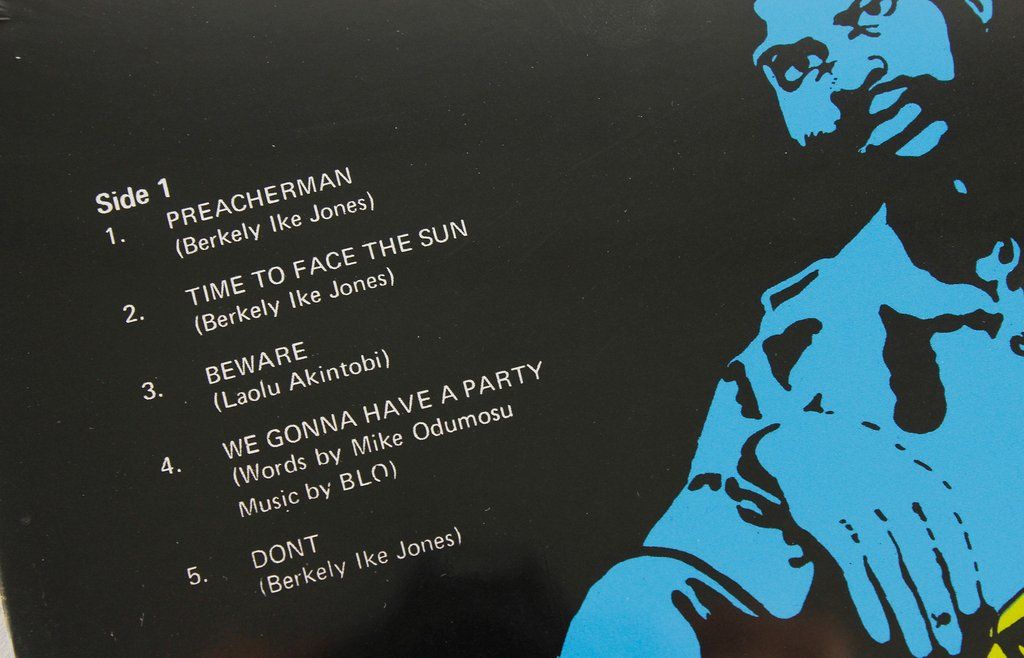 Side 1
1. PREACHERMAN
(Berkely Ike Jones)
2. TIME TO FACE THE SUN
(Berkely Ike Jones)
3. BEWARE
(Laolu Akintobi)
4. WE GONNA HAVE A PARTY
(Words by Mike Odumosu
Music by BLO)
5. DONT
(Berkely Ike Jones)